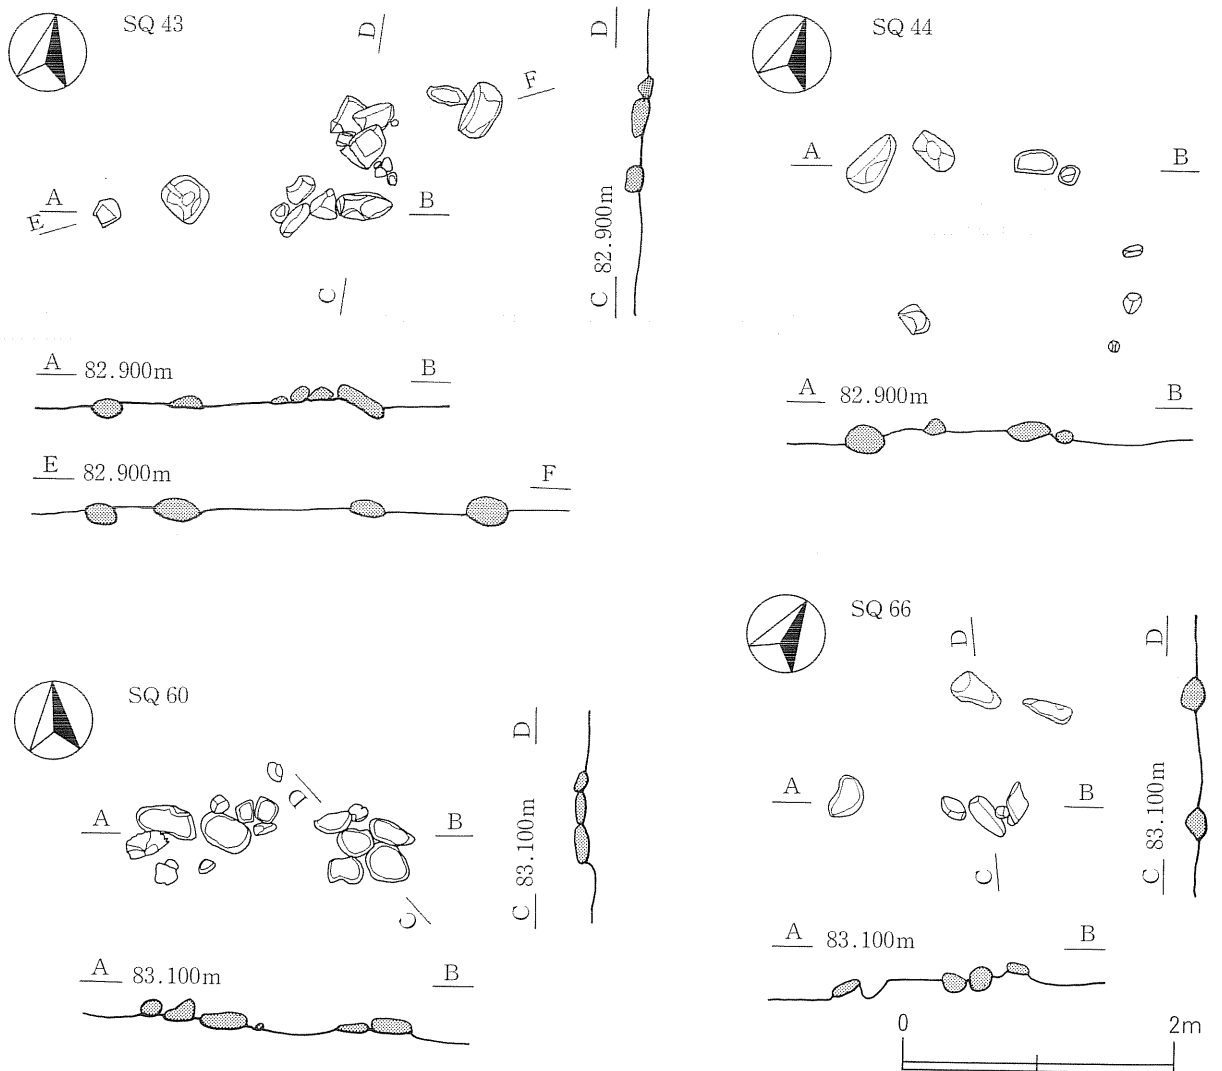 SQ 43
D
D
F
A
B
E
C
C 82.900m
A 82.900m
B
E 82.900m
F
SQ 44
A
B
A 82.900m
B
SQ 60
D
D
A
B
C
C 83.100m
A 83.100m
B
SQ 66
D
D
A
B
C
C 83.100m
A 83.100m
B
0
2m